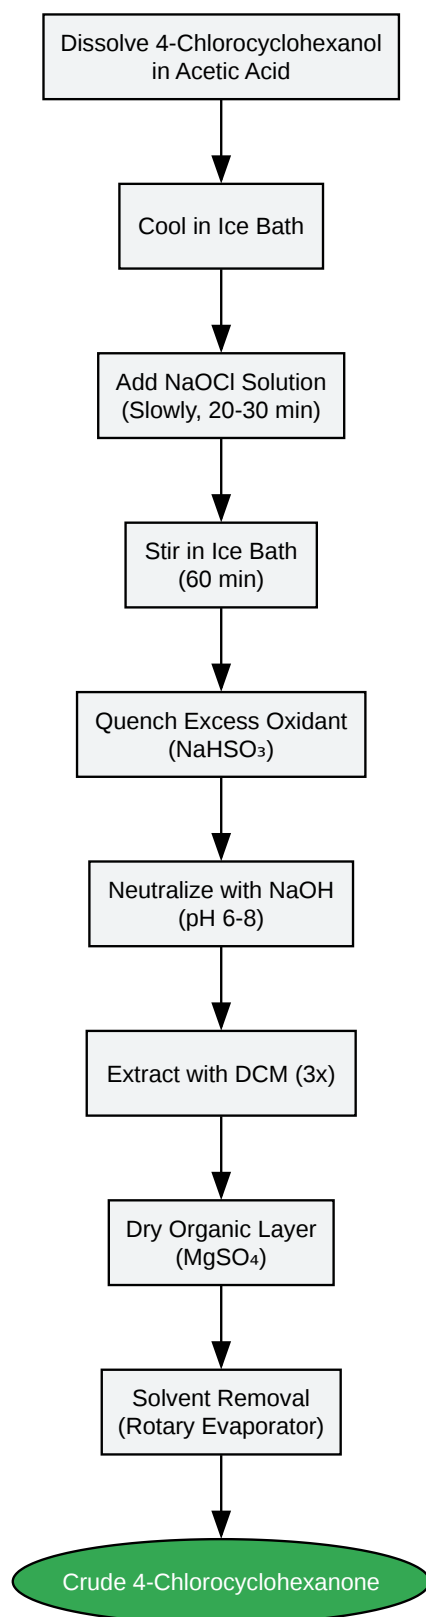 Dissolve 4-Chlorocyclohexanol
in Acetic Acid
Cool in Ice Bath
Add NaOCl Solution
(Slowly, 20-30 min)
Stir in Ice Bath
(60 min)
Quench Excess Oxidant
(NaHSO₃)
Neutralize with NaOH
(pH 6-8)
Extract with DCM (3x)
Dry Organic Layer
(MgSO₄)
Solvent Removal
(Rotary Evaporator)
Crude 4-Chlorocyclohexanone